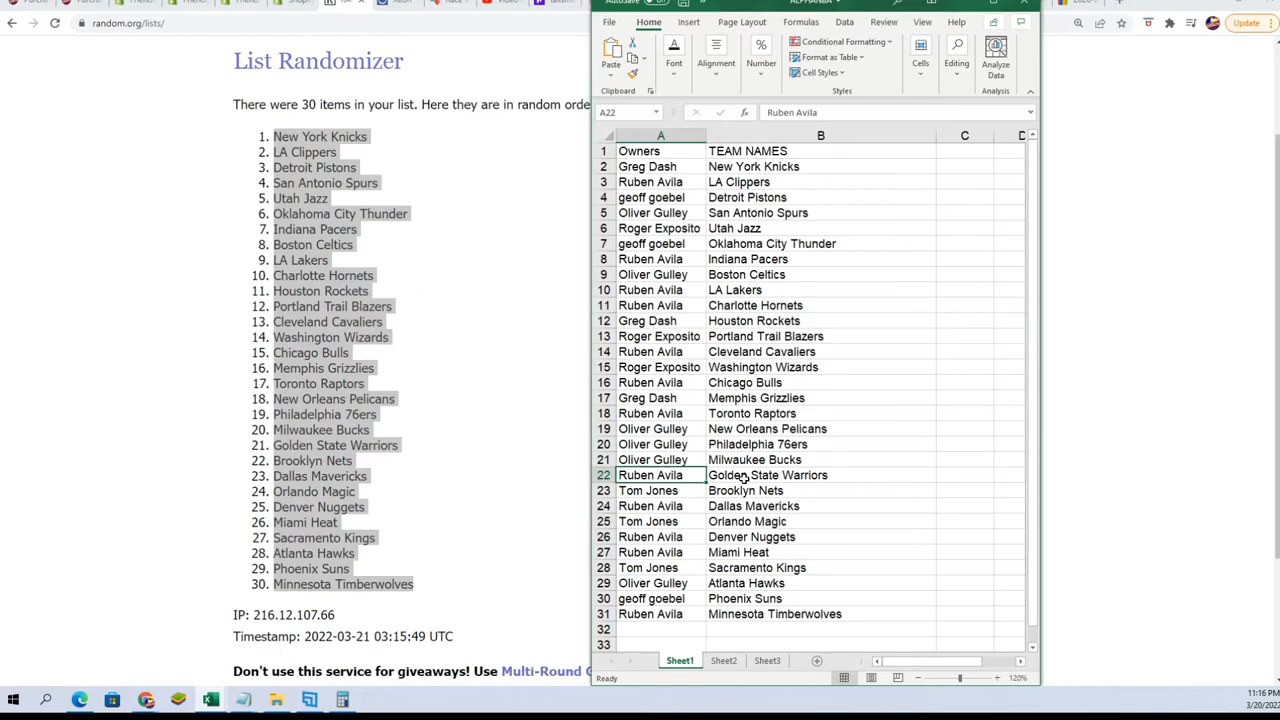 random.org/lists/
Update
List Randomizer
There were 30 items in your list. Here they are in random orde
1. New York Knicks
2. LA Clippers
3. Detroit Pistons
4. San Antonio Spurs
5. Utah Jazz
6. Oklahoma City Thunder
7. Indiana Pacers
8. Boston Celtics
9. LA Lakers
10. Charlotte Hornets
11. Houston Rockets
12. Portland Trail Blazers
13. Cleveland Cavaliers
14. Washington Wizards
15. Chicago Bulls
16. Memphis Grizzlies
17. Toronto Raptors
18. New Orleans Pelicans
19. Philadelphia 76ers
20. Milwaukee Bucks
21. Golden State Warriors
22. Brooklyn Nets
23. Dallas Mavericks
24. Orlando Magic
25. Denver Nuggets
26. Miami Heat
27. Sacramento Kings
28. Atlanta Hawks
29. Phoenix Suns
30. Minnesota Timberwolves
IP: 216.12.107.66
Timestamp: 2022-03-21 03:15:49 UTC
Don't use this service for giveaways! Use Multi-Round G
File Home Insert Page Layout Formulas Data Review View Help
Paste Font Alignment Number Conditional Formatting Format as Table Cell Styles Cells Editing Analyze Data
Clipboard Styles Analysis
A22 fx Ruben Avila
A B C D
1 Owners TEAM NAMES
2 Greg Dash New York Knicks
3 Ruben Avila LA Clippers
4 geoff goebel Detroit Pistons
5 Oliver Gulley San Antonio Spurs
6 Roger Exposito Utah Jazz
7 geoff goebel Oklahoma City Thunder
8 Ruben Avila Indiana Pacers
9 Oliver Gulley Boston Celtics
10 Ruben Avila LA Lakers
11 Ruben Avila Charlotte Hornets
12 Greg Dash Houston Rockets
13 Roger Exposito Portland Trail Blazers
14 Ruben Avila Cleveland Cavaliers
15 Roger Exposito Washington Wizards
16 Ruben Avila Chicago Bulls
17 Greg Dash Memphis Grizzlies
18 Ruben Avila Toronto Raptors
19 Oliver Gulley New Orleans Pelicans
20 Oliver Gulley Philadelphia 76ers
21 Oliver Gulley Milwaukee Bucks
22 Ruben Avila Golden State Warriors
23 Tom Jones Brooklyn Nets
24 Ruben Avila Dallas Mavericks
25 Tom Jones Orlando Magic
26 Ruben Avila Denver Nuggets
27 Ruben Avila Miami Heat
28 Tom Jones Sacramento Kings
29 Oliver Gulley Atlanta Hawks
30 geoff goebel Phoenix Suns
31 Ruben Avila Minnesota Timberwolves
32
33
Sheet1 Sheet2 Sheet3
Ready 120%
11:16 PM